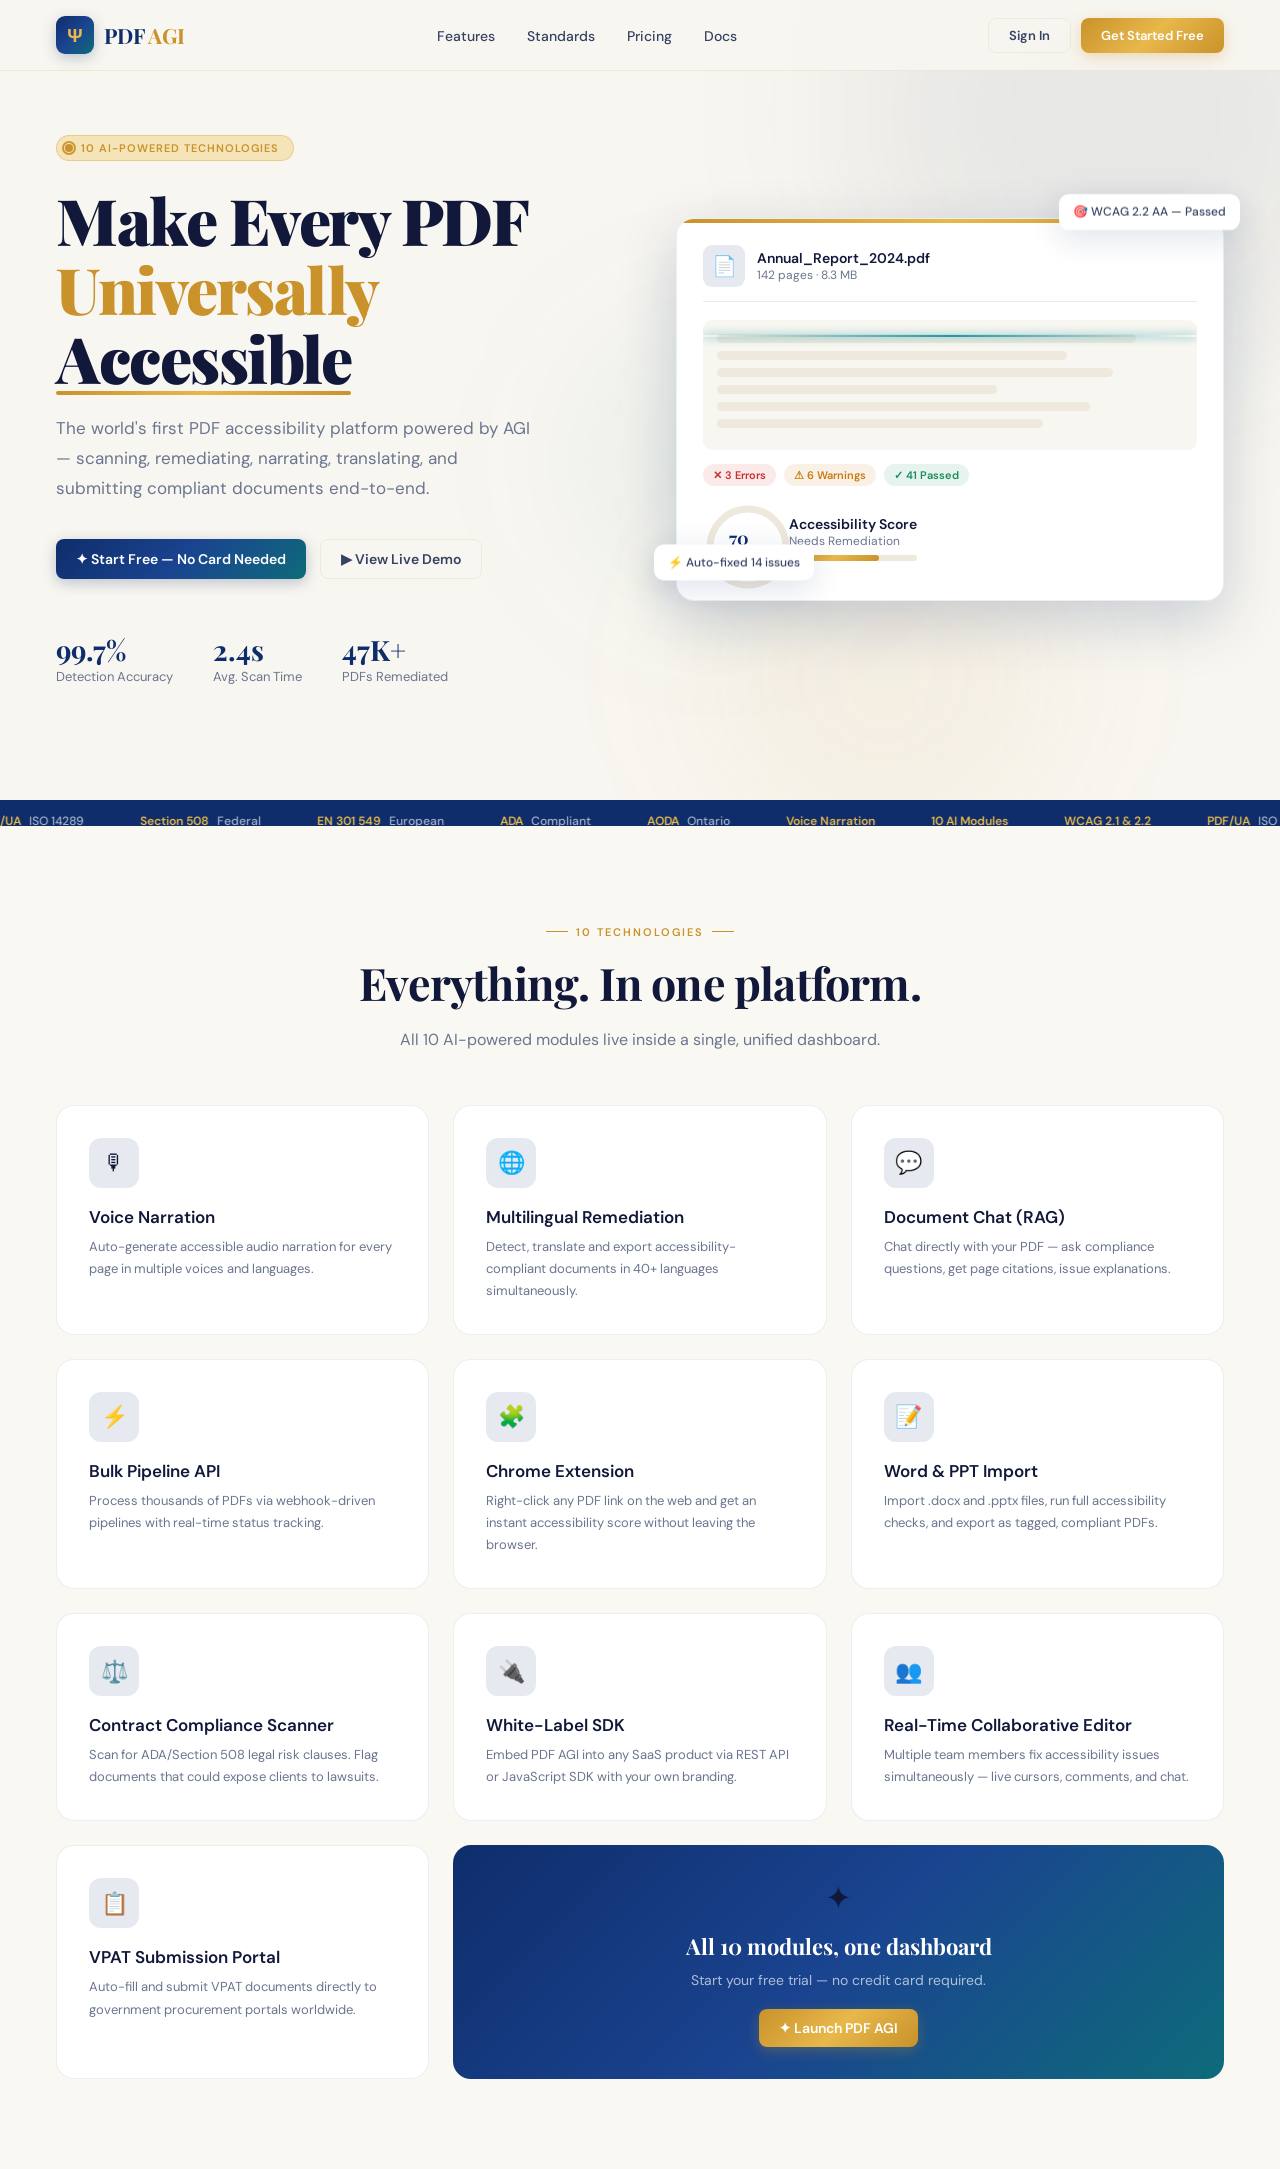 Ψ PDF AGI
Features Standards Pricing Docs
Sign In Get Started Free
10 AI-POWERED TECHNOLOGIES
Make Every PDF
Universally
Accessible
The world's first PDF accessibility platform powered by AGI
— scanning, remediating, narrating, translating, and
submitting compliant documents end-to-end.
✦ Start Free — No Card Needed ▶ View Live Demo
99.7% 2.4s 47K+
Detection Accuracy Avg. Scan Time PDFs Remediated
🎯 WCAG 2.2 AA — Passed
Annual_Report_2024.pdf
142 pages · 8.3 MB
✕ 3 Errors ⚠ 6 Warnings ✓ 41 Passed
70
Accessibility Score
Needs Remediation
⚡ Auto-fixed 14 issues
/UA ISO 14289 Section 508 Federal EN 301 549 European ADA Compliant AODA Ontario Voice Narration 10 AI Modules WCAG 2.1 & 2.2 PDF/UA ISO
10 TECHNOLOGIES
Everything. In one platform.
All 10 AI-powered modules live inside a single, unified dashboard.
Voice Narration
Auto-generate accessible audio narration for every
page in multiple voices and languages.
Multilingual Remediation
Detect, translate and export accessibility-
compliant documents in 40+ languages
simultaneously.
Document Chat (RAG)
Chat directly with your PDF — ask compliance
questions, get page citations, issue explanations.
Bulk Pipeline API
Process thousands of PDFs via webhook-driven
pipelines with real-time status tracking.
Chrome Extension
Right-click any PDF link on the web and get an
instant accessibility score without leaving the
browser.
Word & PPT Import
Import .docx and .pptx files, run full accessibility
checks, and export as tagged, compliant PDFs.
Contract Compliance Scanner
Scan for ADA/Section 508 legal risk clauses. Flag
documents that could expose clients to lawsuits.
White-Label SDK
Embed PDF AGI into any SaaS product via REST API
or JavaScript SDK with your own branding.
Real-Time Collaborative Editor
Multiple team members fix accessibility issues
simultaneously — live cursors, comments, and chat.
VPAT Submission Portal
Auto-fill and submit VPAT documents directly to
government procurement portals worldwide.
✦
All 10 modules, one dashboard
Start your free trial — no credit card required.
✦ Launch PDF AGI